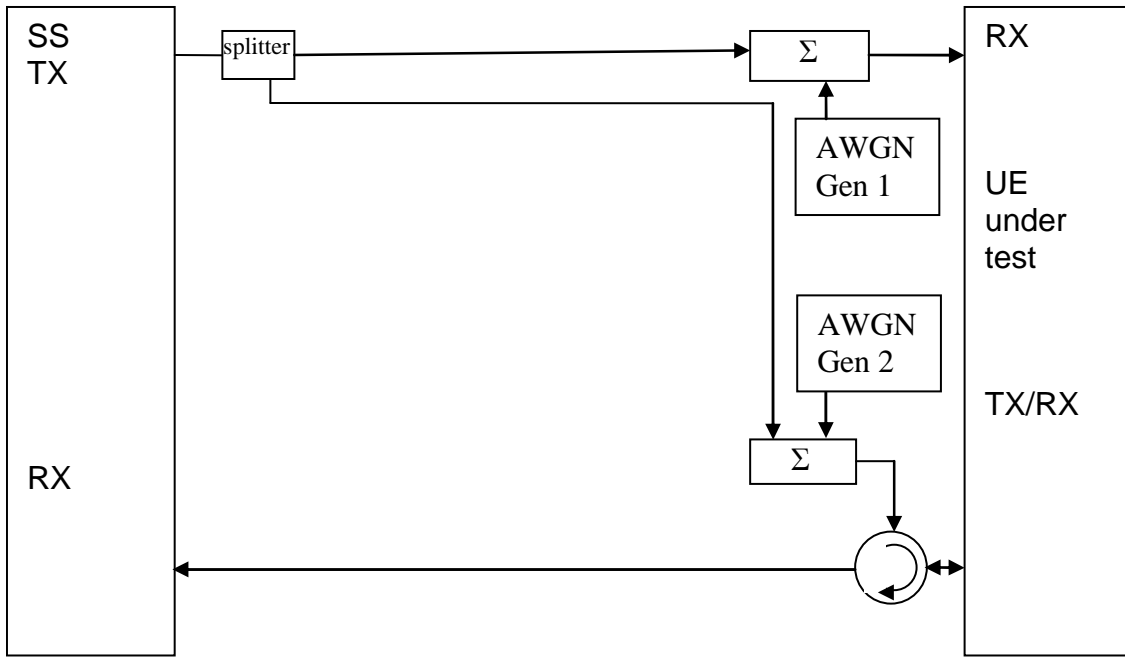 SS
TX
splitter
Σ
RX
AWGN
Gen 1
UE
under
test
AWGN
Gen 2
TX/RX
Σ
RX